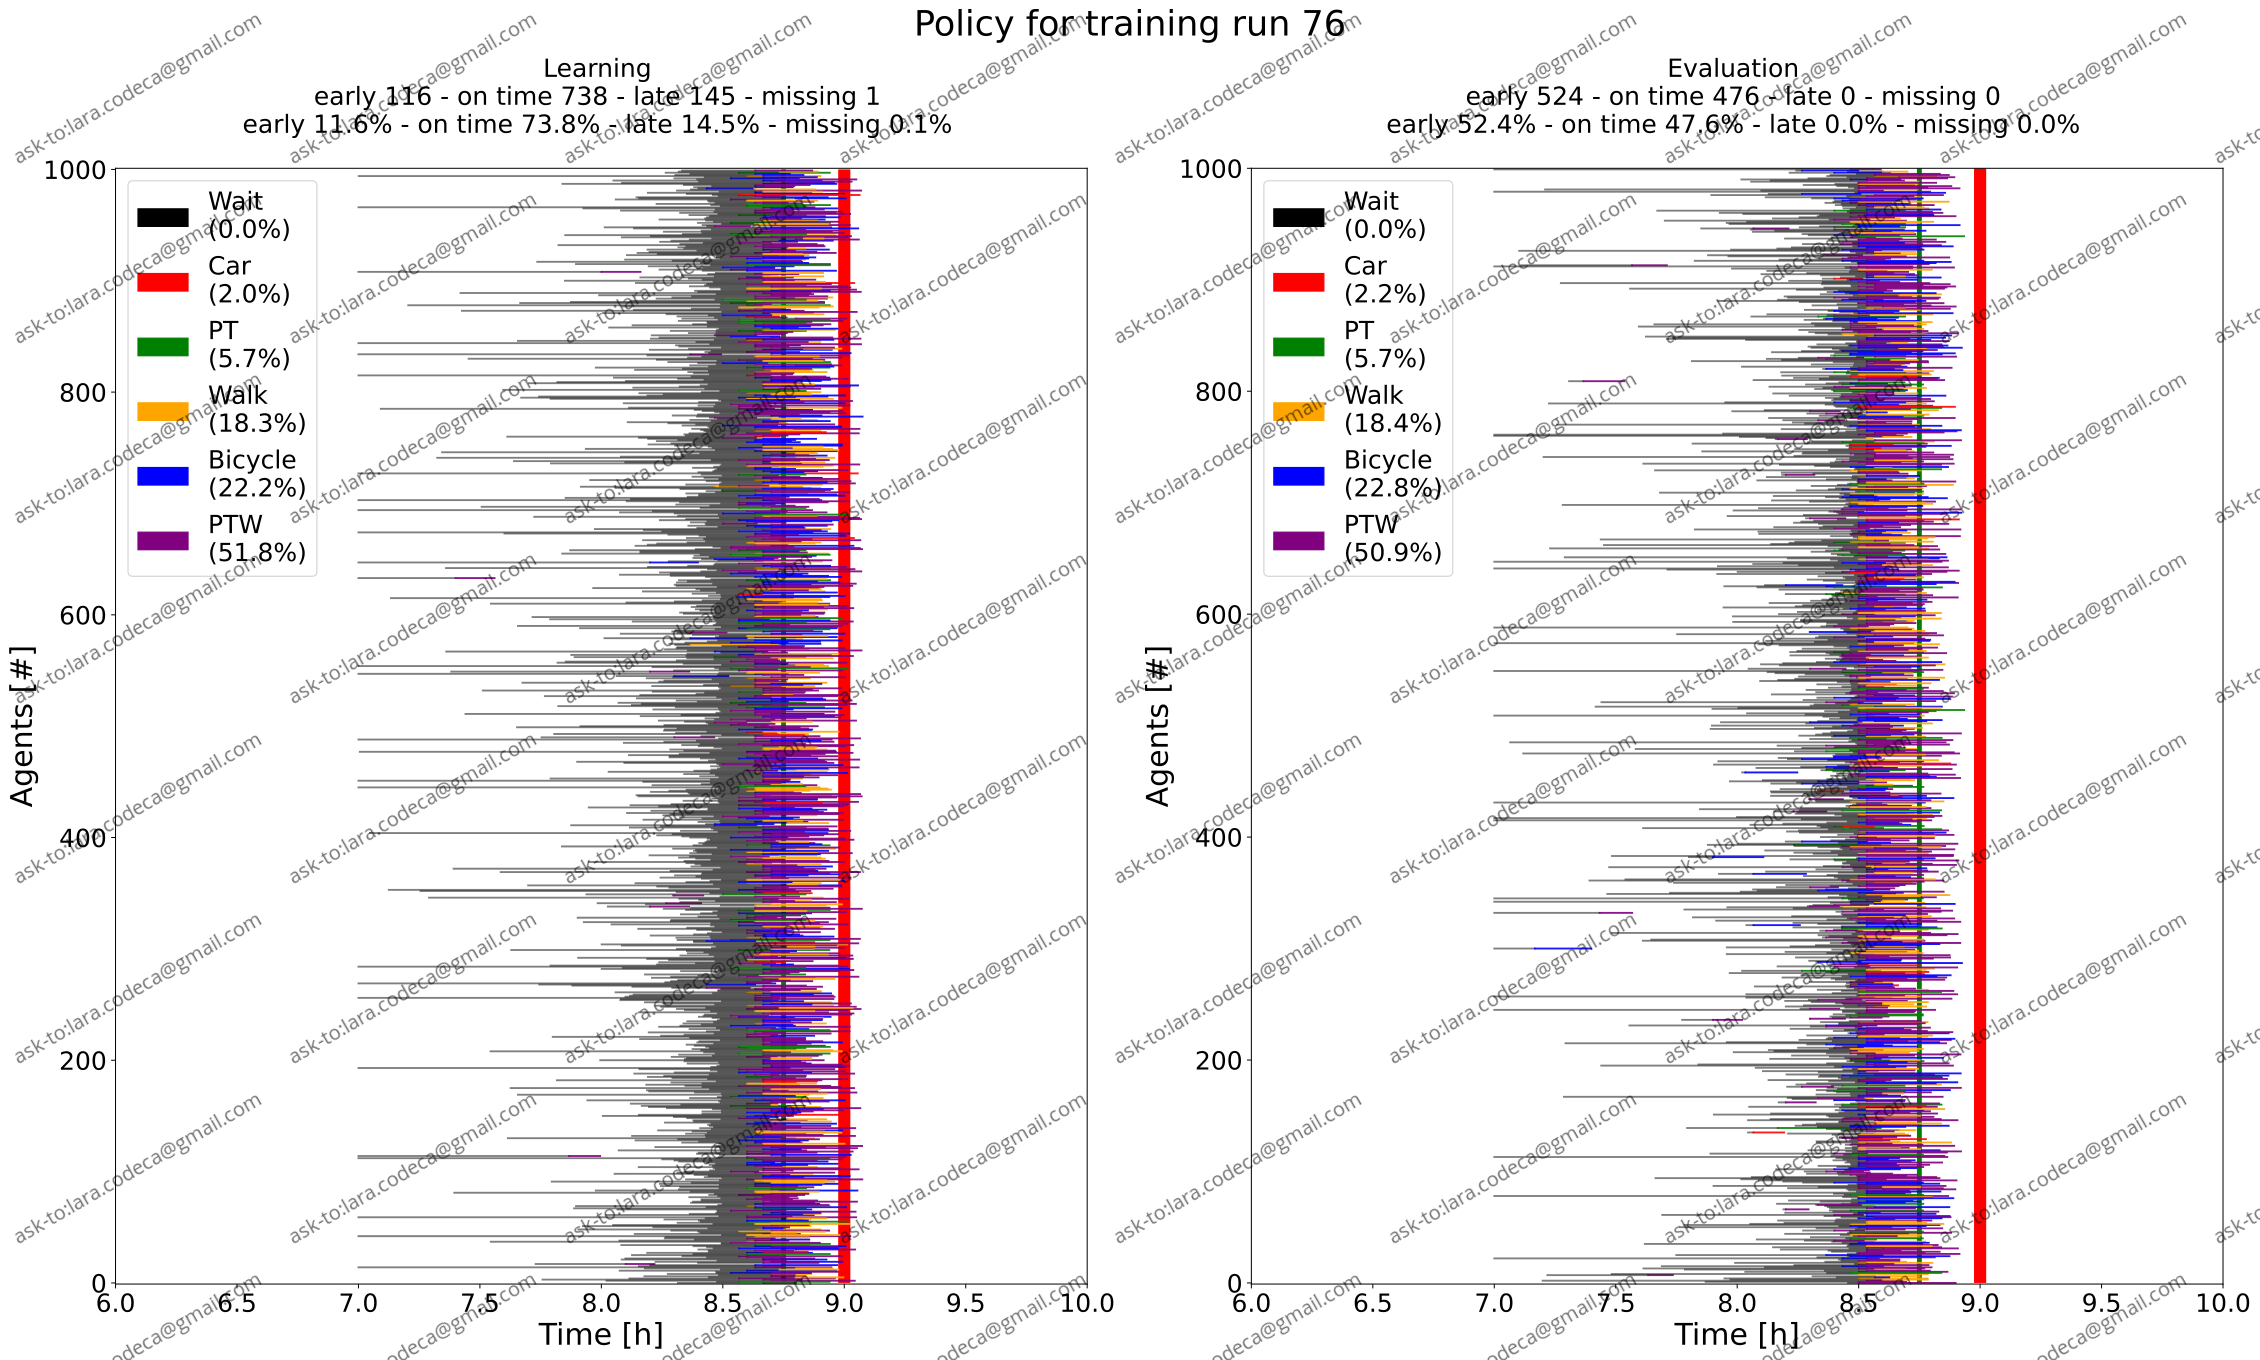 Policy for training run 76
Learning
early 116 - on time 738 - late 145 - missing 1
early 11.6% - on time 73.8% - late 14.5% - missing 0.1%
1000
800
600
400
200
0
Agents [#]
Wait
(0.0%)
Car
(2.0%)
PT
(5.7%)
Walk
(18.3%)
Bicycle
(22.2%)
PTW
(51.8%)
6.0 6.5 7.0 7.5 8.0 8.5 9.0 9.5 10.0
Time [h]
Evaluation
early 524 - on time 476 - late 0 - missing 0
early 52.4% - on time 47.6% - late 0.0% - missing 0.0%
1000
800
600
400
200
0
Agents [#]
Wait
(0.0%)
Car
(2.2%)
PT
(5.7%)
Walk
(18.4%)
Bicycle
(22.8%)
PTW
(50.9%)
6.0 6.5 7.0 7.5 8.0 8.5 9.0 9.5 10.0
Time [h]
ask-to:lara.codeca@gmail.com